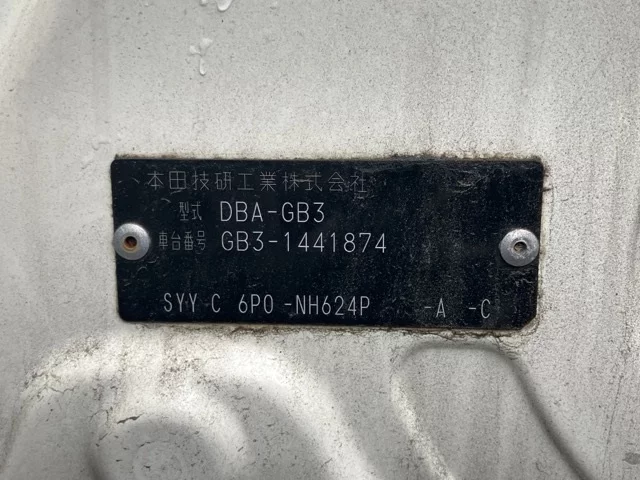 本田技研工業株式会社
型式 DBA-GB3
車台番号 GB3-1441874
SYY C 6P0 -NH624P -A -C